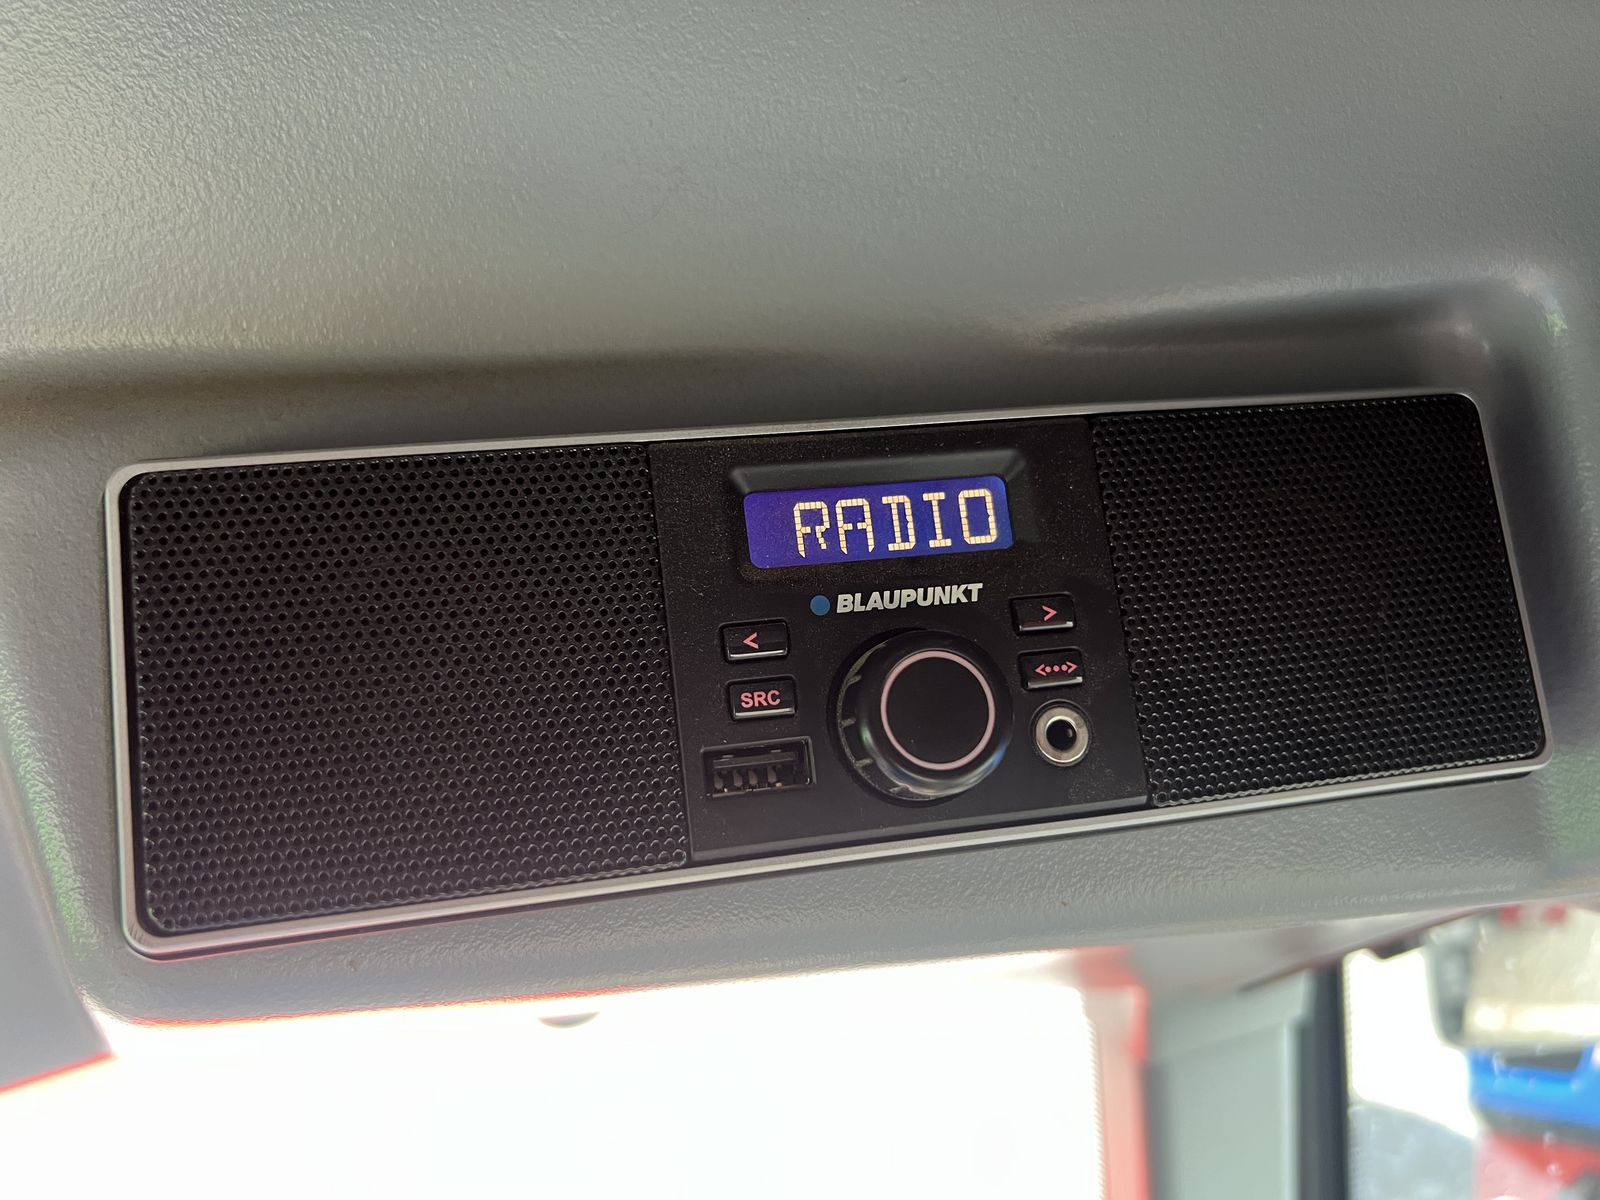 RADIO
BLAUPUNKT
<
>
SRC
<•••>